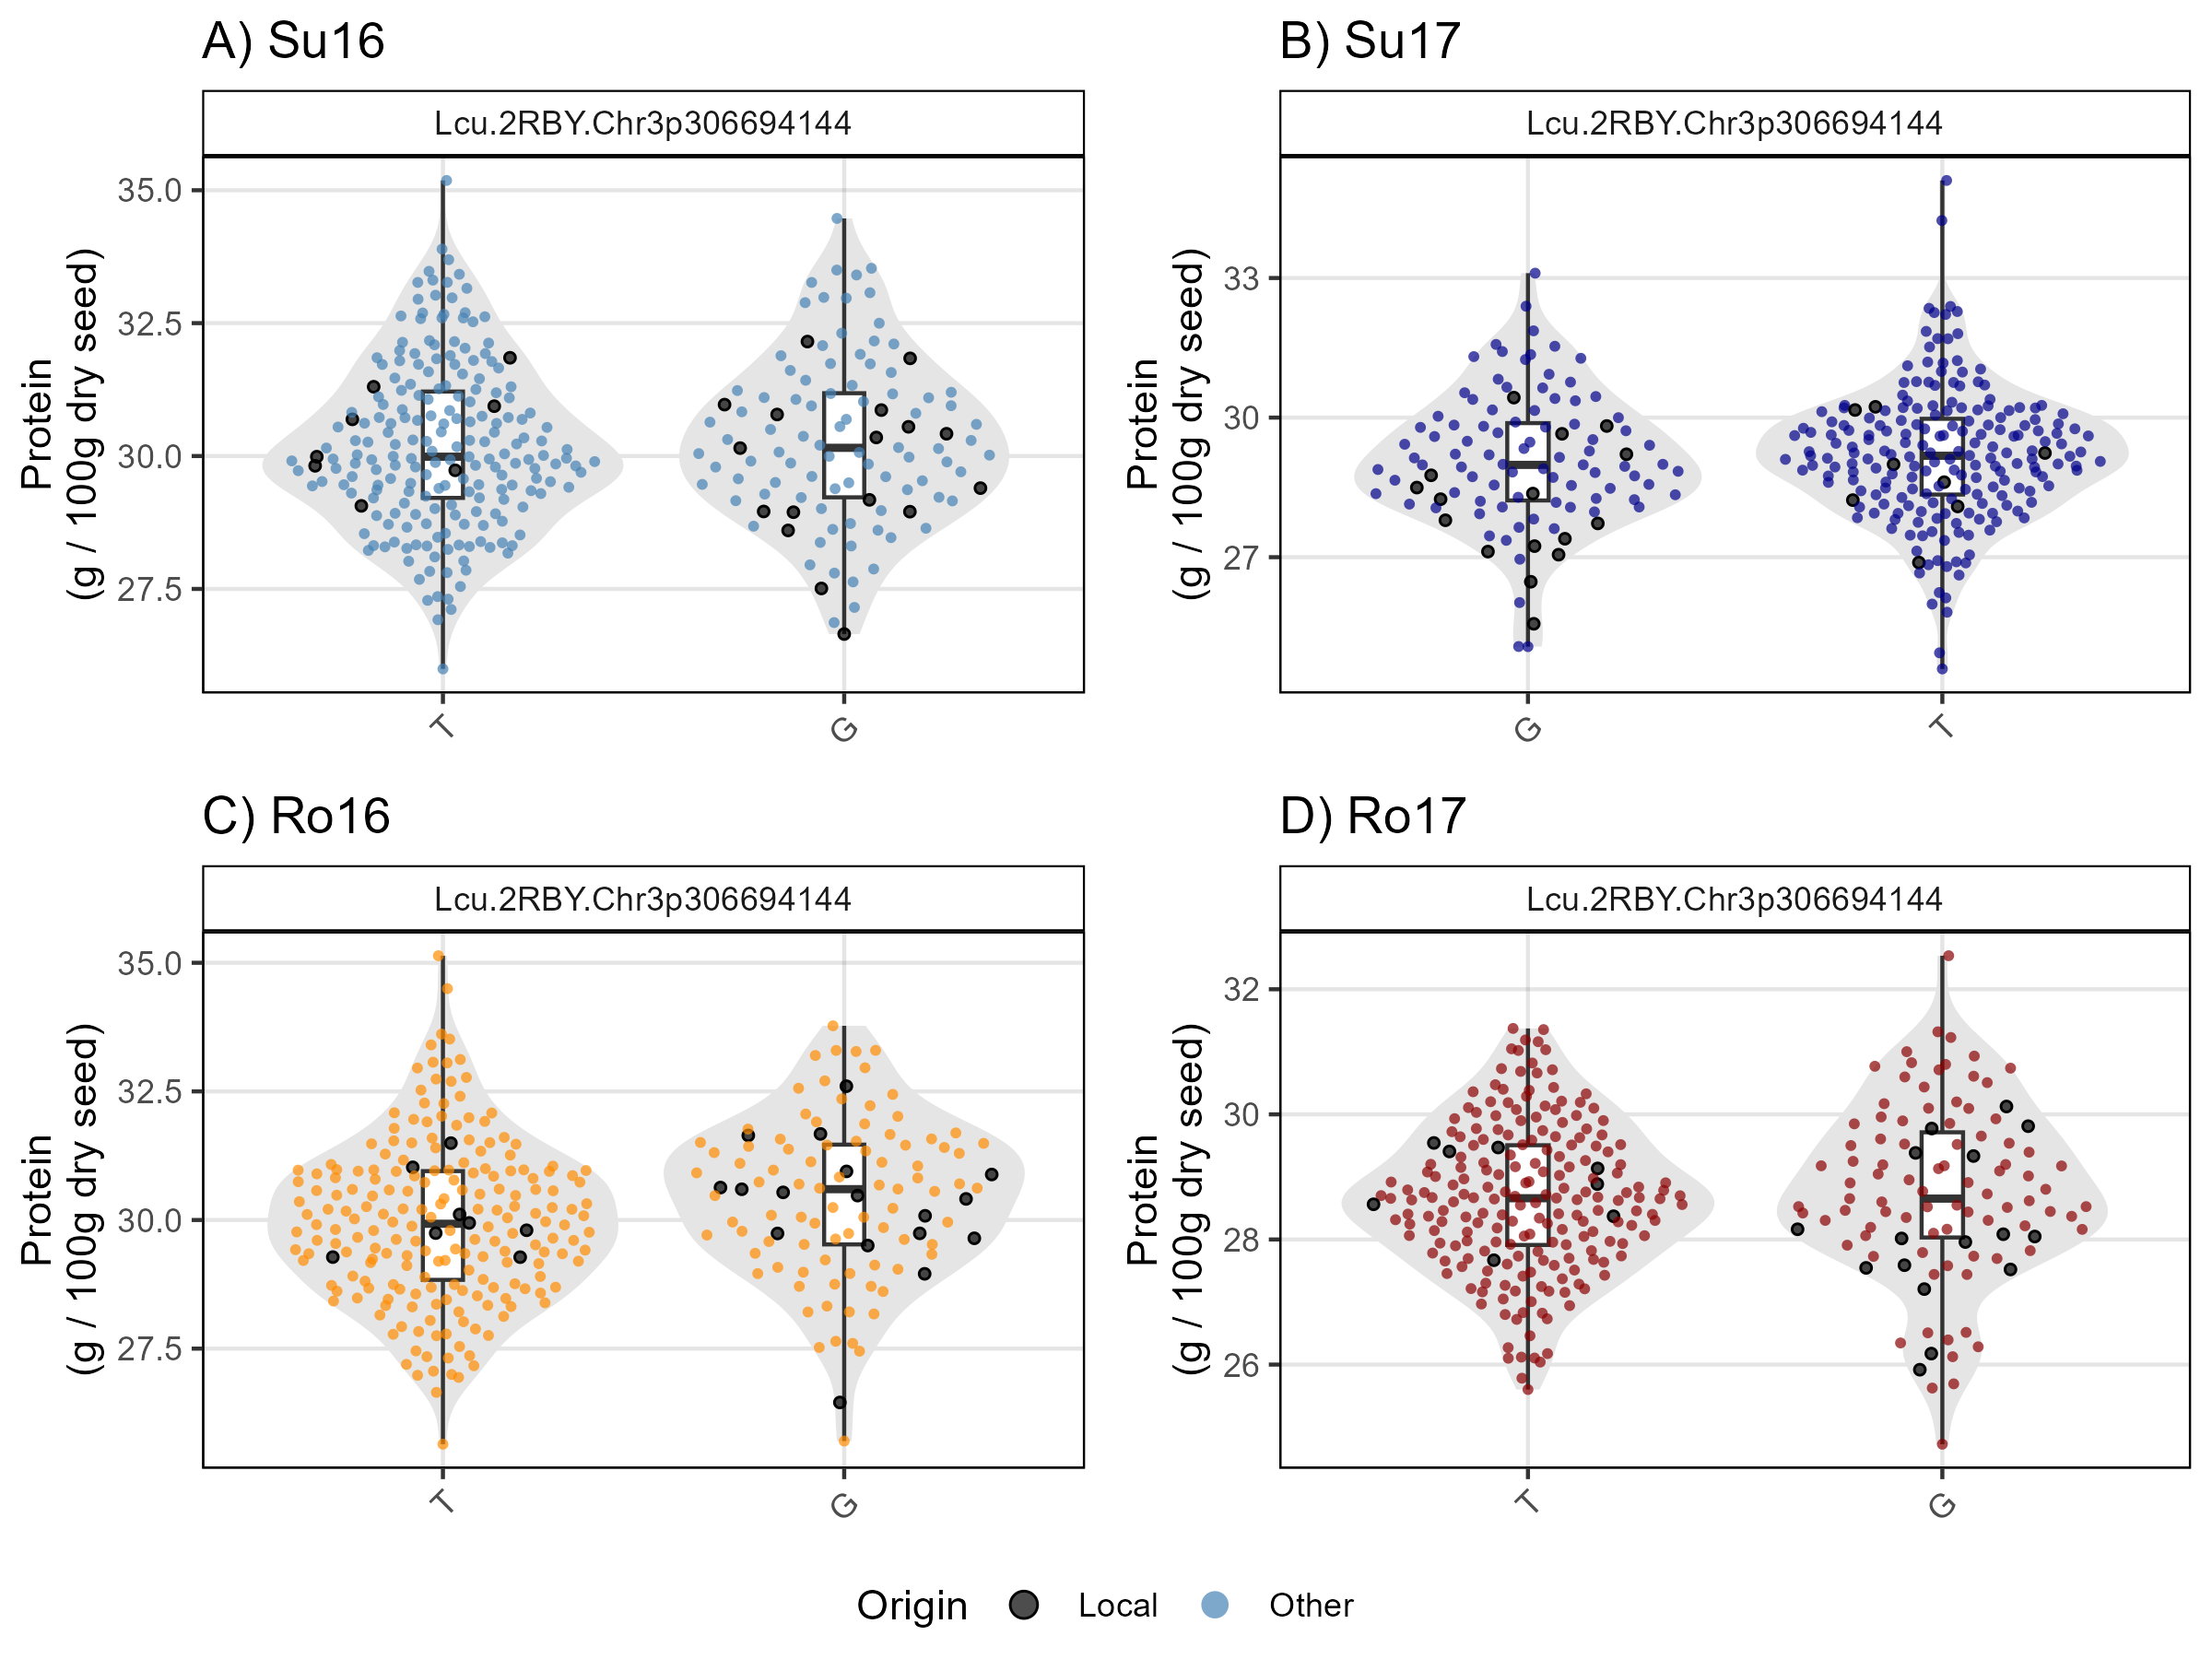 A) Su16
Lcu.2RBY.Chr3p306694144
Protein
(g / 100g dry seed)
35.0
32.5
30.0
27.5
T
G
B) Su17
Lcu.2RBY.Chr3p306694144
Protein
(g / 100g dry seed)
33
30
27
G
T
C) Ro16
Lcu.2RBY.Chr3p306694144
Protein
(g / 100g dry seed)
35.0
32.5
30.0
27.5
T
G
D) Ro17
Lcu.2RBY.Chr3p306694144
Protein
(g / 100g dry seed)
32
30
28
26
T
G
Origin Local Other